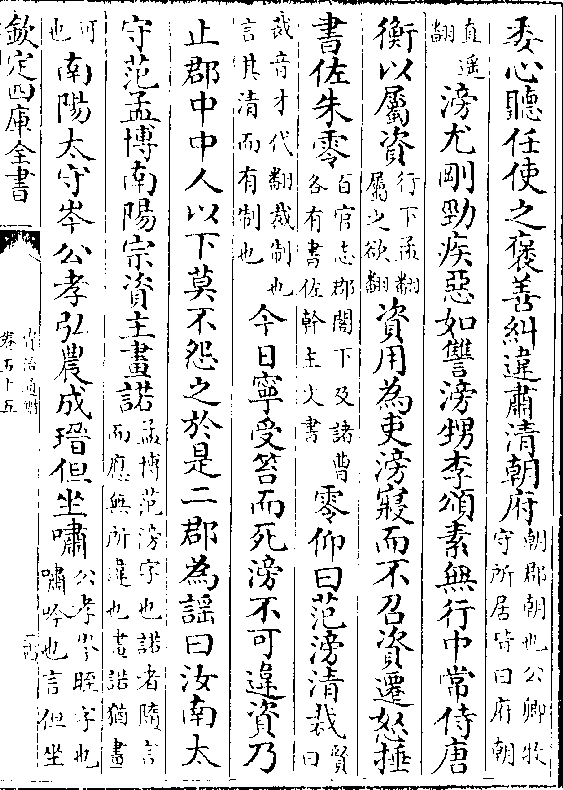 委心聽任使之褒善糾違肅清朝府朝郡朝也公卿牧守所居皆曰府朝
直遥翻滂尤剛勁疾惡如讐滂甥李頌素無行中常侍唐
衡以屬資行下孟翻屬之欲翻資用為吏滂寢而不召資遷怒捶
書佐朱零百官志郡閣下及諸曹各有書佐幹主文書零仰曰范滂清裁賢曰
裁音才代翻裁制也言其清而有制也今日寧受笞而死滂不可違資乃
止郡中中人以下莫不怨之於是二郡為謡曰汝南太
守范孟博南陽宗資主畫諾孟博范滂字也諾者隨言而應無所違也畫諾猶畫
可也南陽太守岑公孝弘農成瑨但坐嘯公孝岑晊字也嘯吟也言但坐
欽定四庫全書
資治通鑑
卷五十五